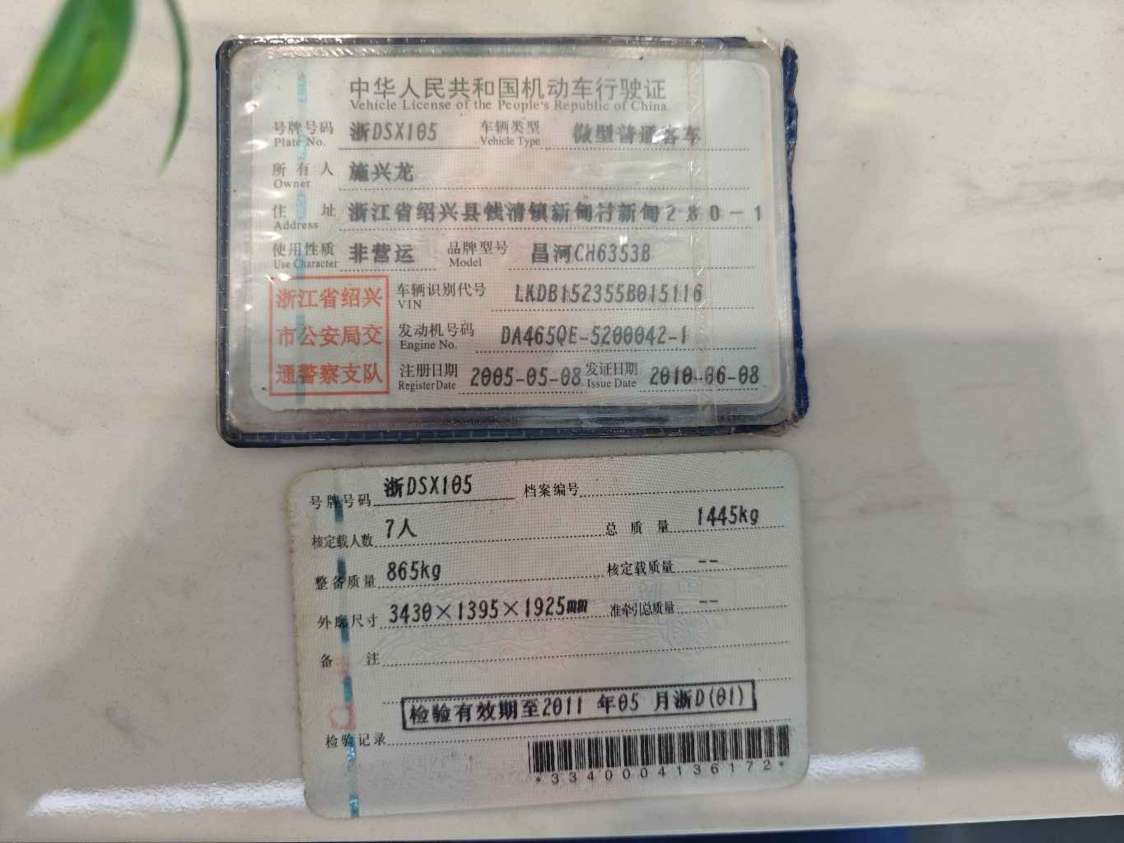 中华人民共和国机动车行驶证
Vehicle License of the People's Republic of China
号牌号码 浙DSX105 车辆类型 微型普通客车
Plate No. Vehicle Type
所有人 施兴龙
Owner
住址 浙江省绍兴县钱清镇新甸村新甸280-1
Address
使用性质 非营运 品牌型号 昌河CH6353B
Use Character Model
浙江省绍兴市公安局交通警察支队
车辆识别代号 LKDB152355B015116
VIN
发动机号码 DA465QE-5200042-1
Engine No.
注册日期 2005-05-08 发证日期 2010-06-08
Register Date Issue Date
号牌号码 浙DSX105 档案编号
核定载人数 7人 总质量 1445kg
整备质量 865kg 核定载质量 --
外廓尺寸 3430×1395×1925mm 准牵引总质量 --
备注
检验有效期至2011年05月浙D(01)
检验记录
*3340004136172*